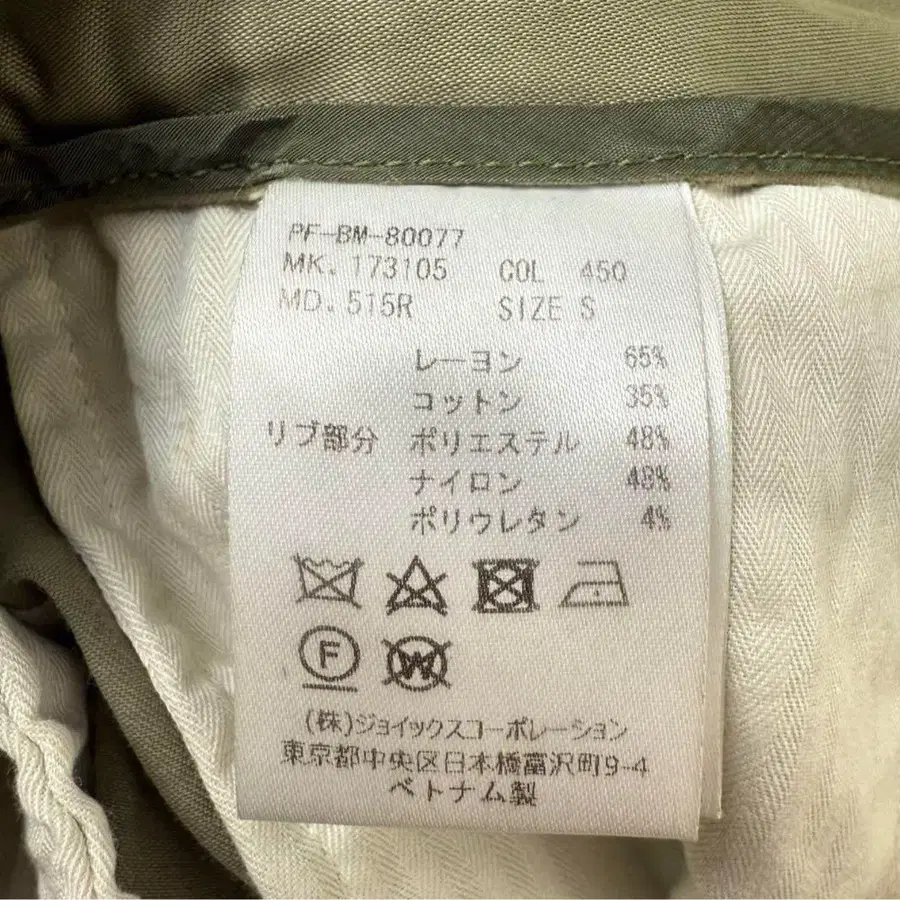 PF-BM-80077
MK. 173105 COL 450
MD. 515R SIZE S
レーヨン 65%
コットン 35%
リブ部分 ポリエステル 48%
ナイロン 48%
ポリウレタン 4%
F W
(株)ジョイックスコーポレーション
東京都中央区日本橋富沢町9-4
ベトナム製